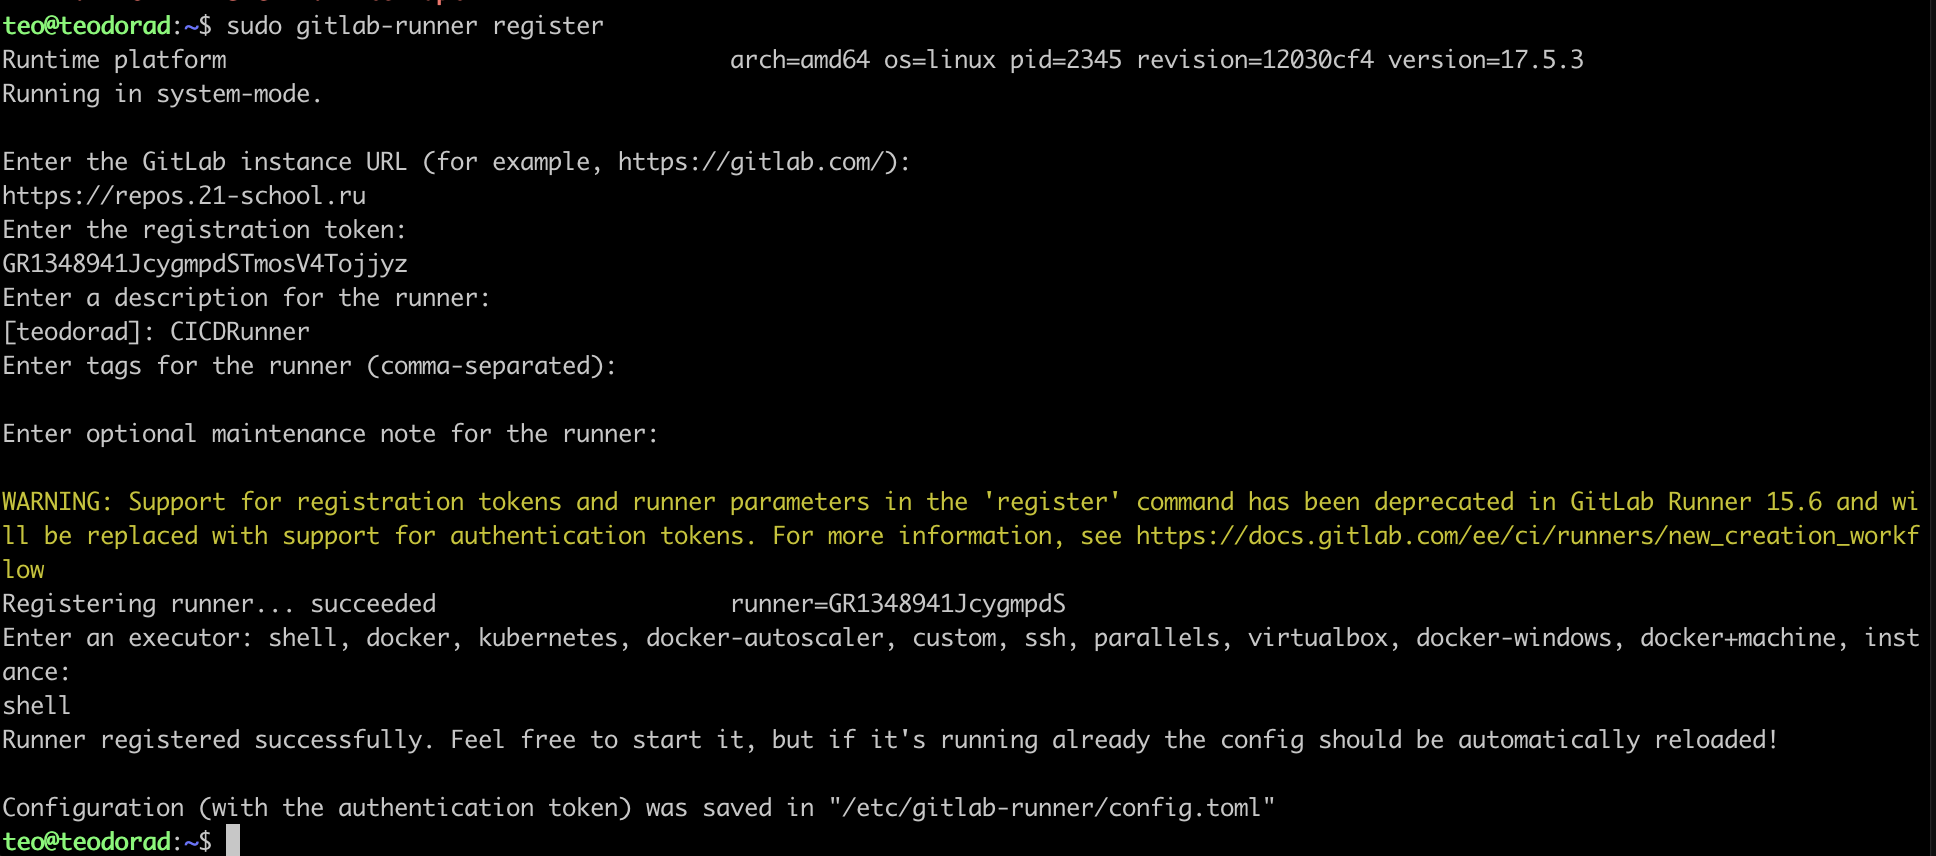 teo@teodorad:~$ sudo gitlab-runner register
Runtime platform                                    arch=amd64 os=linux pid=2345 revision=12030cf4 version=17.5.3
Running in system-mode.

Enter the GitLab instance URL (for example, https://gitlab.com/):
https://repos.21-school.ru
Enter the registration token:
GR1348941JcygmpdSTmosV4Tojjyz
Enter a description for the runner:
[teodorad]: CICDRunner
Enter tags for the runner (comma-separated):

Enter optional maintenance note for the runner:

WARNING: Support for registration tokens and runner parameters in the 'register' command has been deprecated in GitLab Runner 15.6 and wi
ll be replaced with support for authentication tokens. For more information, see https://docs.gitlab.com/ee/ci/runners/new_creation_workf
low
Registering runner... succeeded                     runner=GR1348941JcygmpdS
Enter an executor: shell, docker, kubernetes, docker-autoscaler, custom, ssh, parallels, virtualbox, docker-windows, docker+machine, inst
ance:
shell
Runner registered successfully. Feel free to start it, but if it's running already the config should be automatically reloaded!

Configuration (with the authentication token) was saved in "/etc/gitlab-runner/config.toml"
teo@teodorad:~$